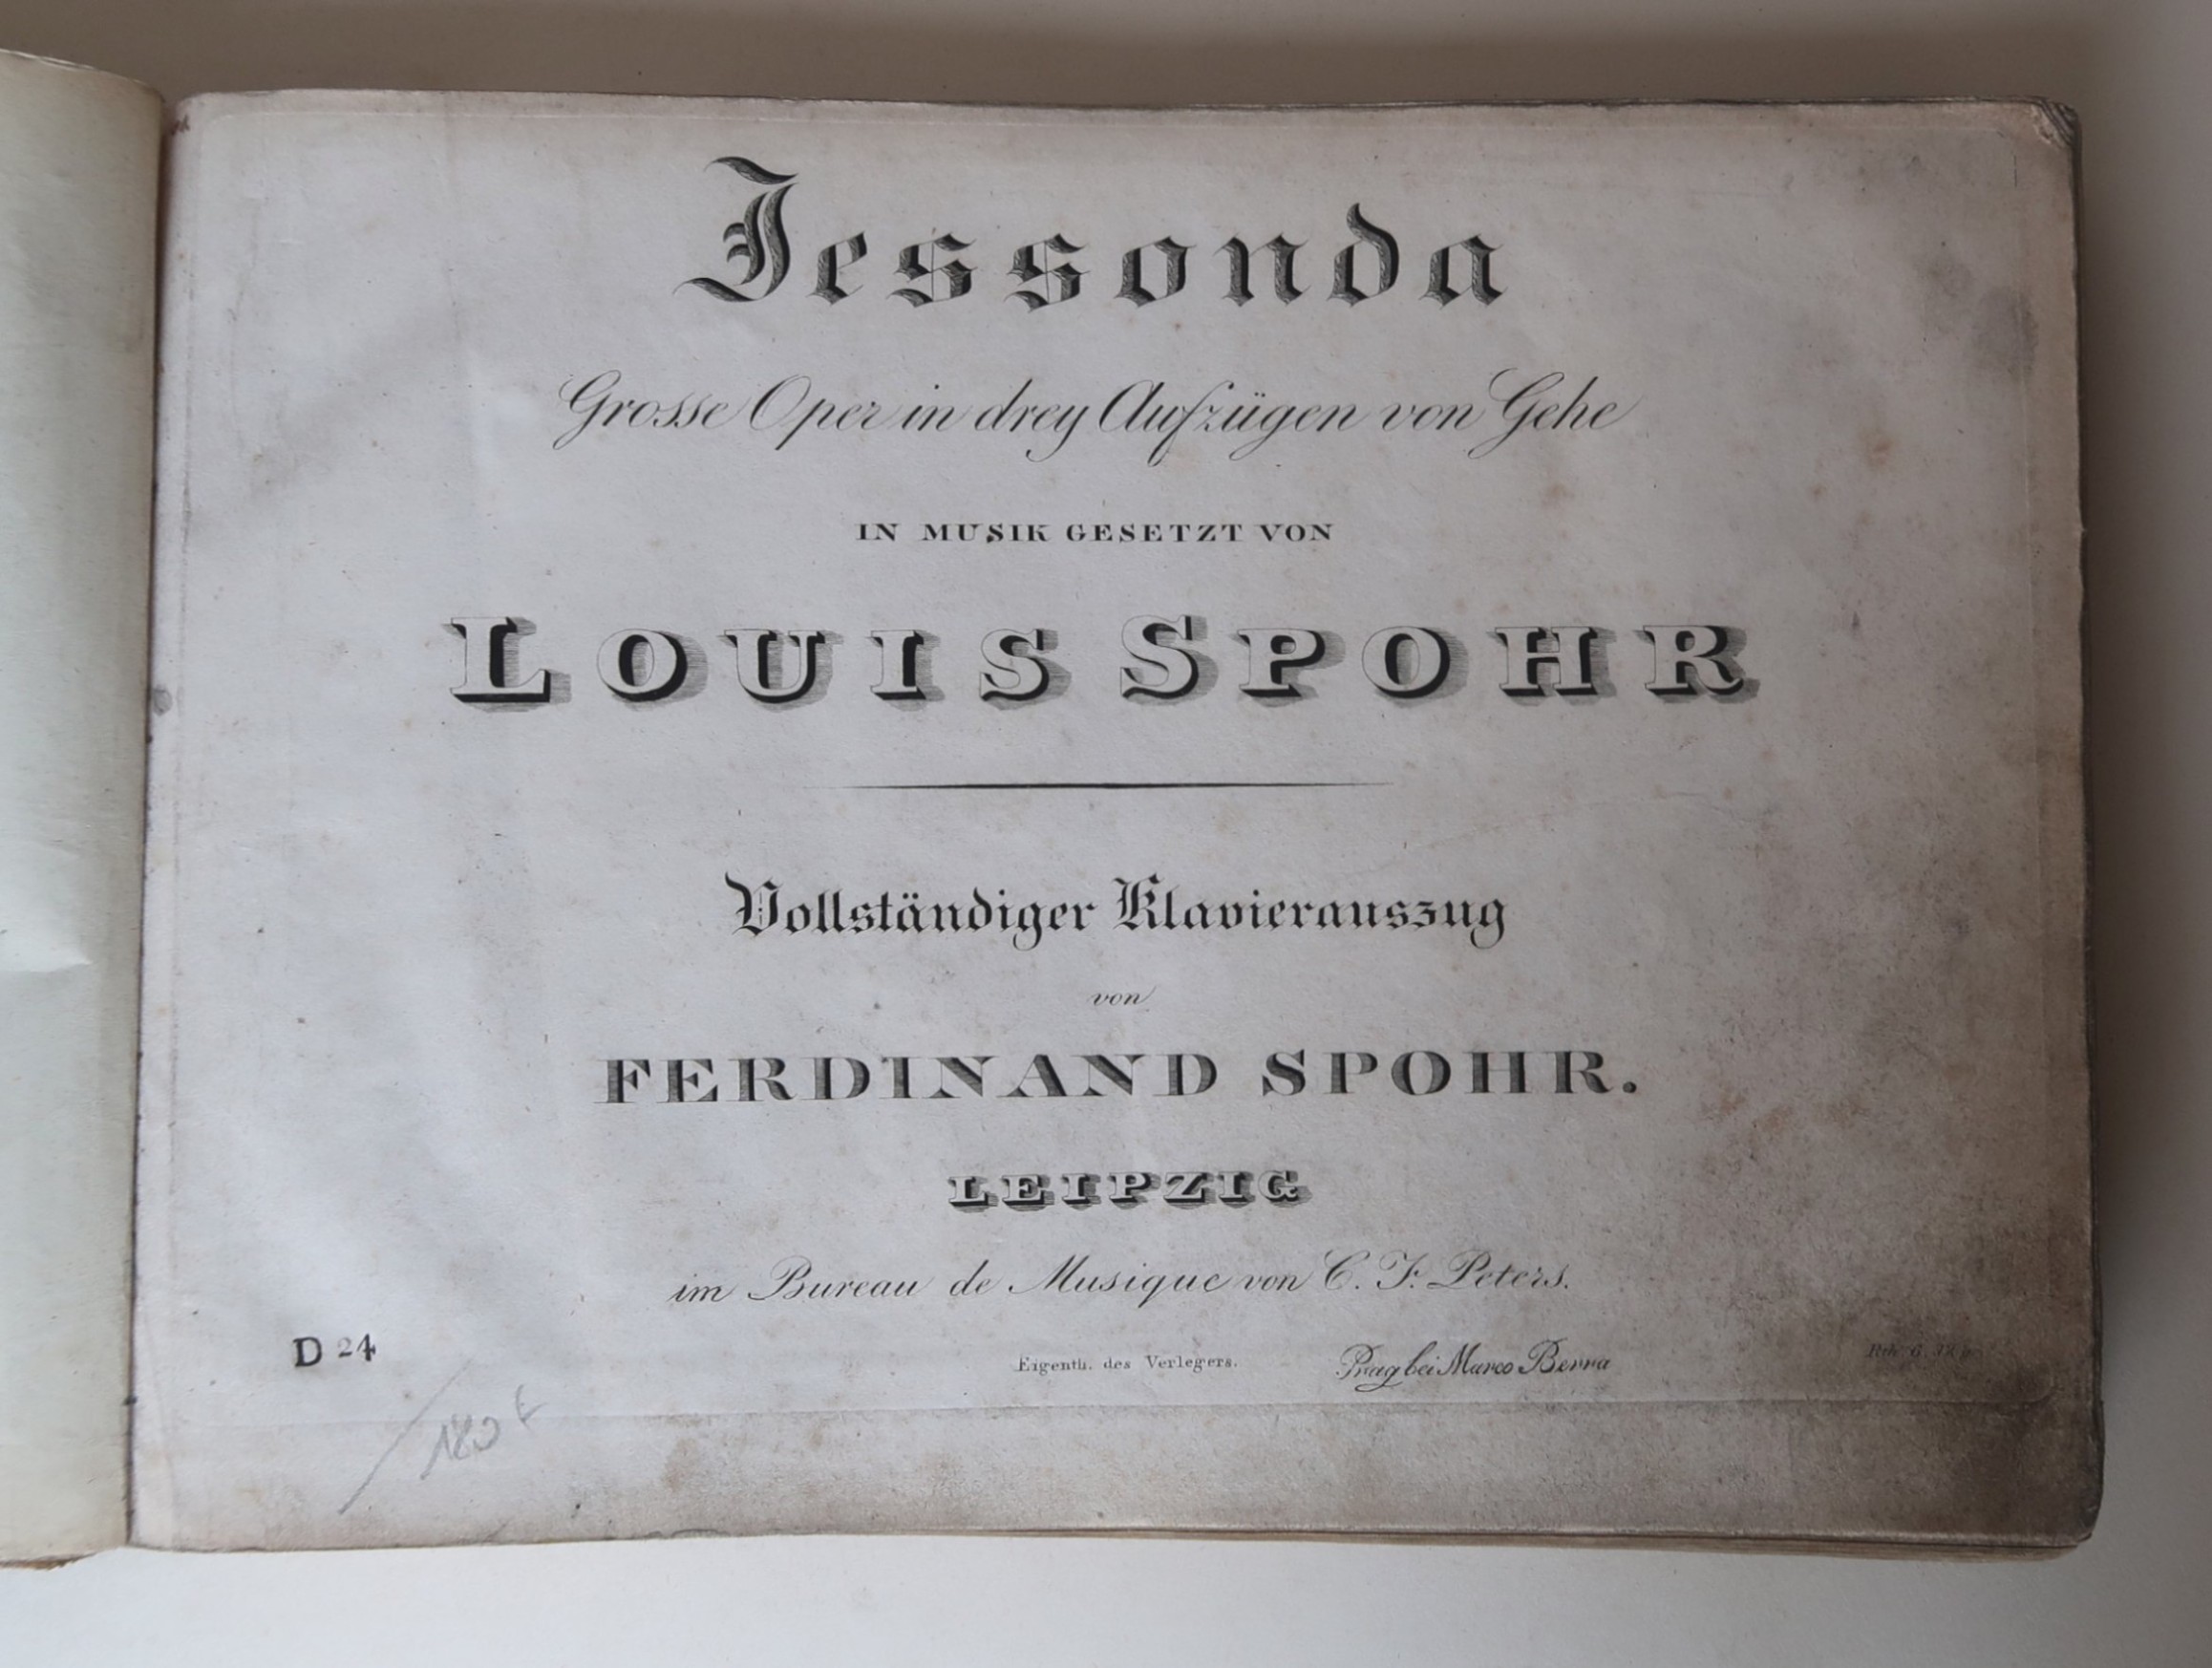 Jessonda
Grosse Oper in drey Aufzügen von Gehe
IN MUSIK GESETZT VON
LOUIS SPOHR
Vollständiger Klavierauszug
von
FERDINAND SPOHR.
LEIPZIG
im Bureau de Musique von C. F. Peters.
D 24
Eigenth. des Verlegers.
Prag bei Marco Berra
180 €